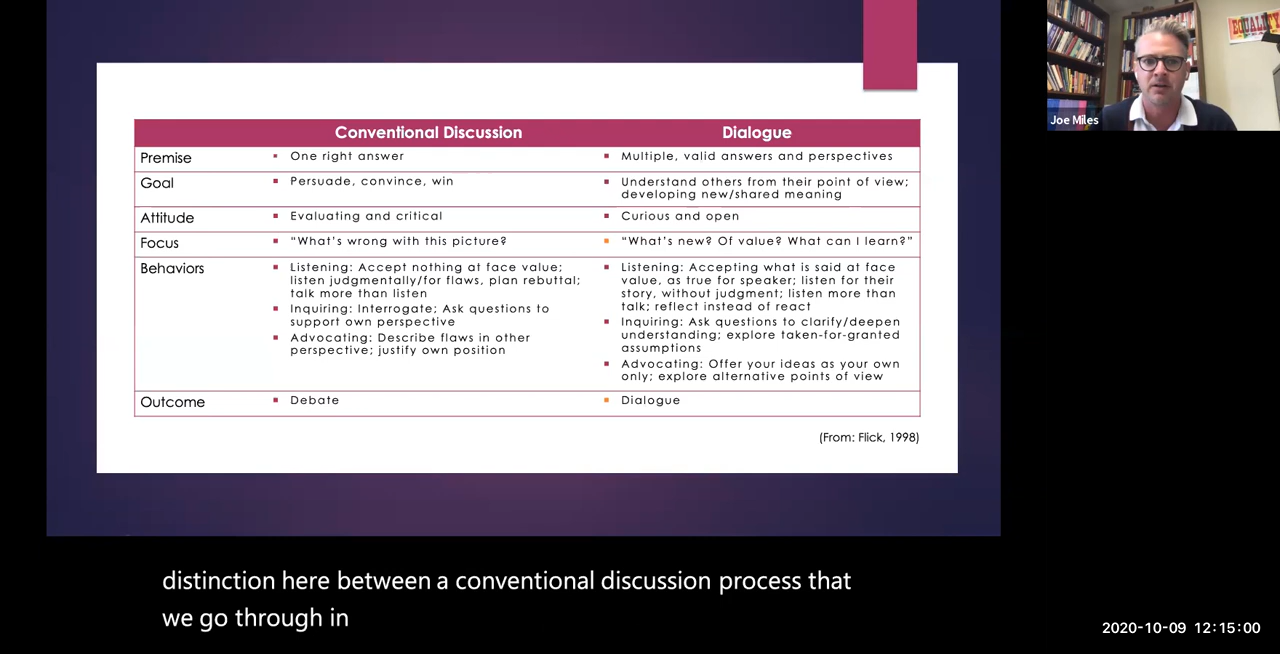 Conventional Discussion Dialogue
Premise
One right answer
Multiple, valid answers and perspectives
Goal
Persuade, convince, win
Understand others from their point of view;
developing new/shared meaning
Attitude
Evaluating and critical
Curious and open
Focus
“What’s wrong with this picture?
“What’s new? Of value? What can I learn?”
Behaviors
Listening: Accept nothing at face value;
listen judgmentally/for flaws, plan rebuttal;
talk more than listen
Inquiring: Interrogate; Ask questions to
support own perspective
Advocating: Describe flaws in other
perspective; justify own position
Listening: Accepting what is said at face
value, as true for speaker; listen for their
story, without judgment; listen more than
talk; reflect instead of react
Inquiring: Ask questions to clarify/deepen
understanding; explore taken-for-granted
assumptions
Advocating: Offer your ideas as your own
only; explore alternative points of view
Outcome
Debate
Dialogue
(From: Flick, 1998)
EQUALITY
Joe Miles
distinction here between a conventional discussion process that
we go through in
2020-10-09 12:15:00